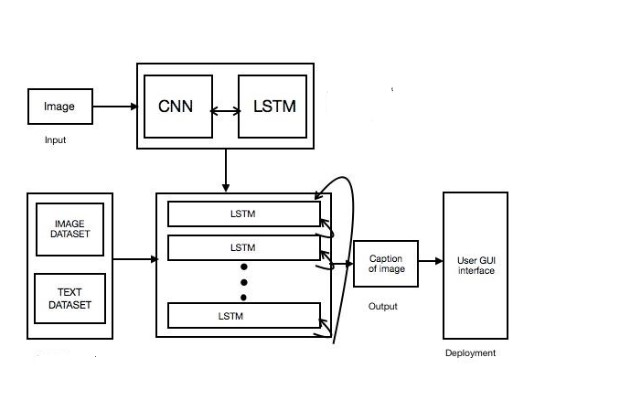 Image
CNN
LSTM
Input
IMAGE
DATASET
TEXT
DATASET
LSTM
LSTM
LSTM
Caption
of image
Output
User GUI
interface
Deployment